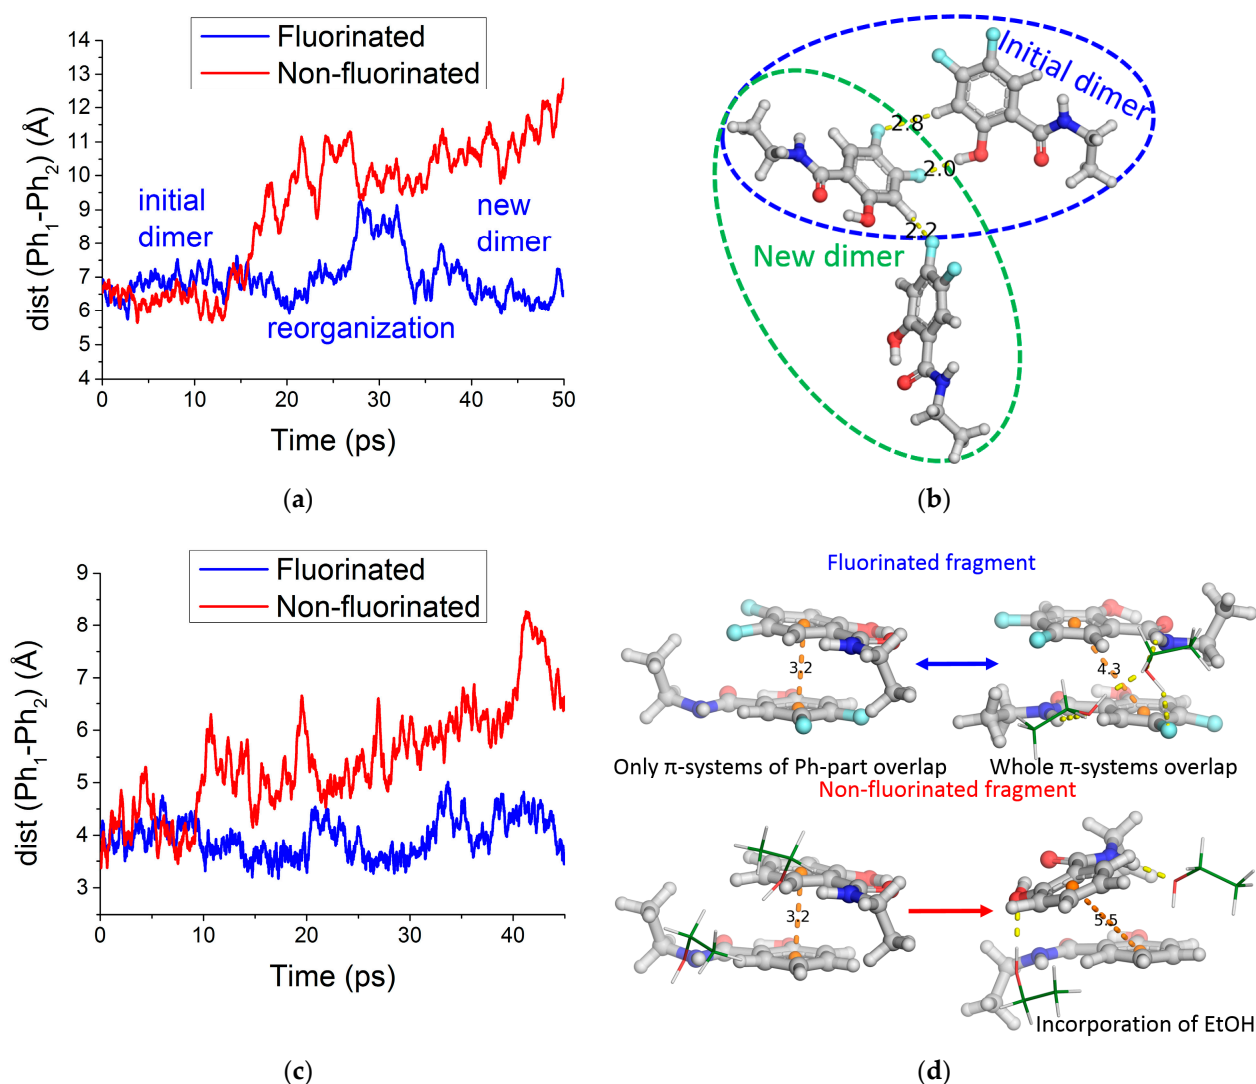 Fluorinated
Non-fluorinated
14
13
12
11
10
9
8
7
6
5
4
dist (Ph1-Ph2) (Å)
initial
dimer
new
dimer
reorganization
0
10
20
30
40
50
Time (ps)
(a)
Initial dimer
2.8
2.0
2.2
New dimer
(b)
Fluorinated
Non-fluorinated
9
8
7
6
5
4
3
dist (Ph1-Ph2) (Å)
0
10
20
30
40
Time (ps)
(c)
Fluorinated fragment
3.2
4.3
Only π-systems of Ph-part overlap
Whole π-systems overlap
Non-fluorinated fragment
3.2
5.5
Incorporation of EtOH
(d)